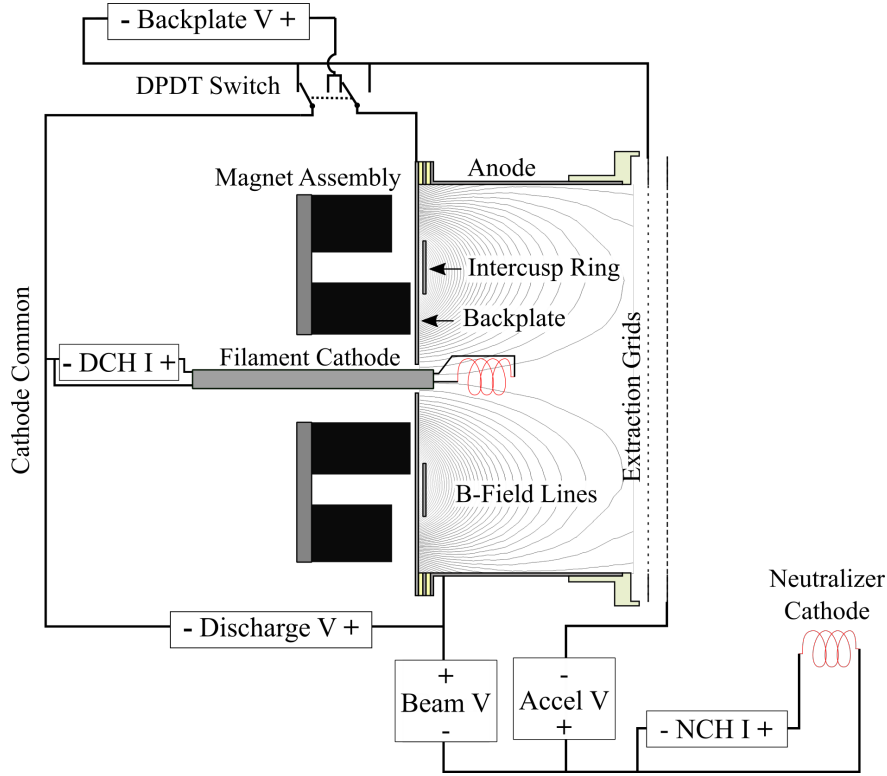 - Backplate V +
DPDT Switch
Magnet Assembly
Anode
Intercusp Ring
Backplate
- DCH I +
Filament Cathode
Cathode Common
Extraction Grids
B-Field Lines
- Discharge V +
Neutralizer
Cathode
+
Beam V
-
-
Accel V
+
- NCH I +